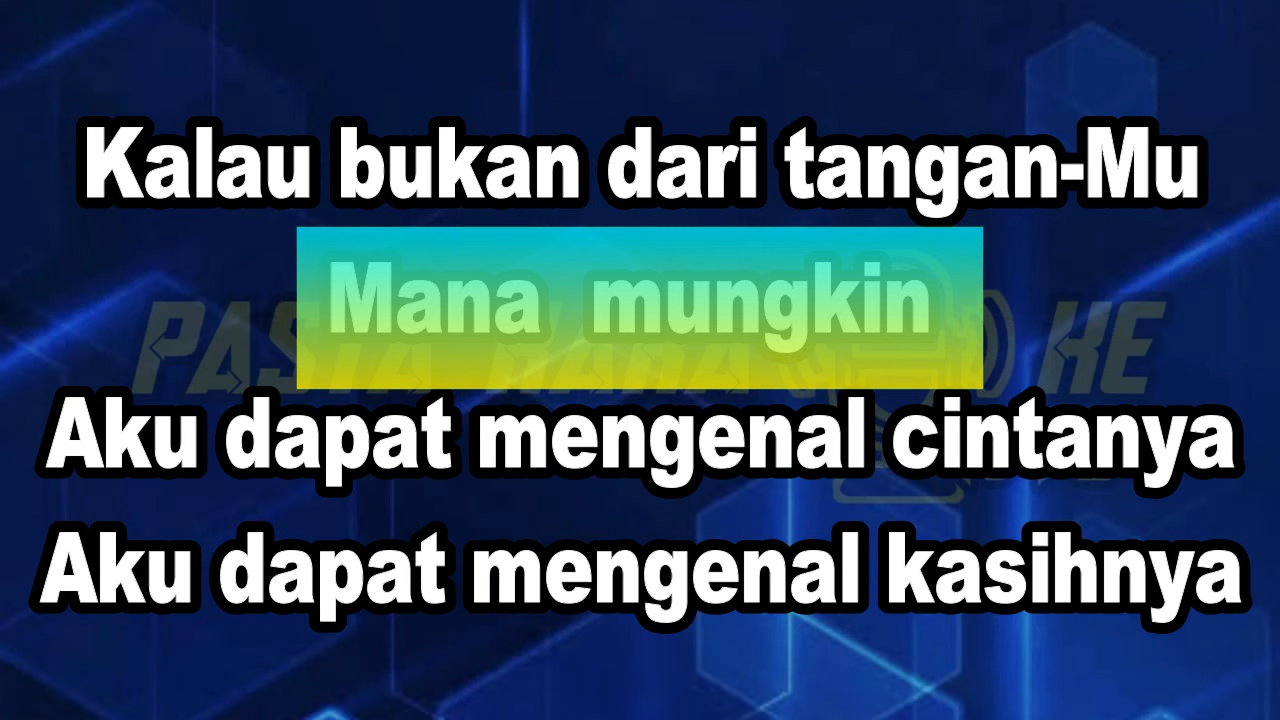 Kalau bukan dari tangan-Mu
Mana mungkin
Aku dapat mengenal cintanya
Aku dapat mengenal kasihnya